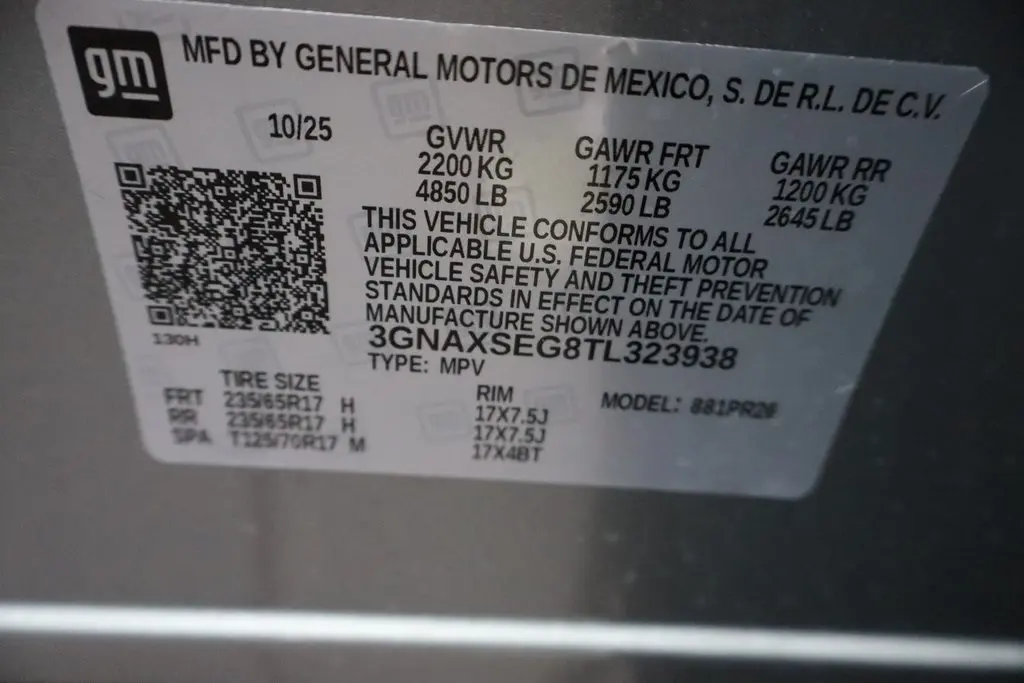 gm
MFD BY GENERAL MOTORS DE MEXICO, S. DE R.L. DE C.V.
10/25
GVWR GAWR FRT GAWR RR
2200 KG 1175 KG 1200 KG
4850 LB 2590 LB 2645 LB
THIS VEHICLE CONFORMS TO ALL
APPLICABLE U.S. FEDERAL MOTOR
VEHICLE SAFETY AND THEFT PREVENTION
STANDARDS IN EFFECT ON THE DATE OF
MANUFACTURE SHOWN ABOVE.
3GNAXSEG8TL323938
TYPE: MPV
130H
TIRE SIZE RIM MODEL: 881PR26
FRT 235/65R17 H 17X7.5J
RR 235/65R17 H 17X7.5J
SPA T125/70R17 M 17X4BT